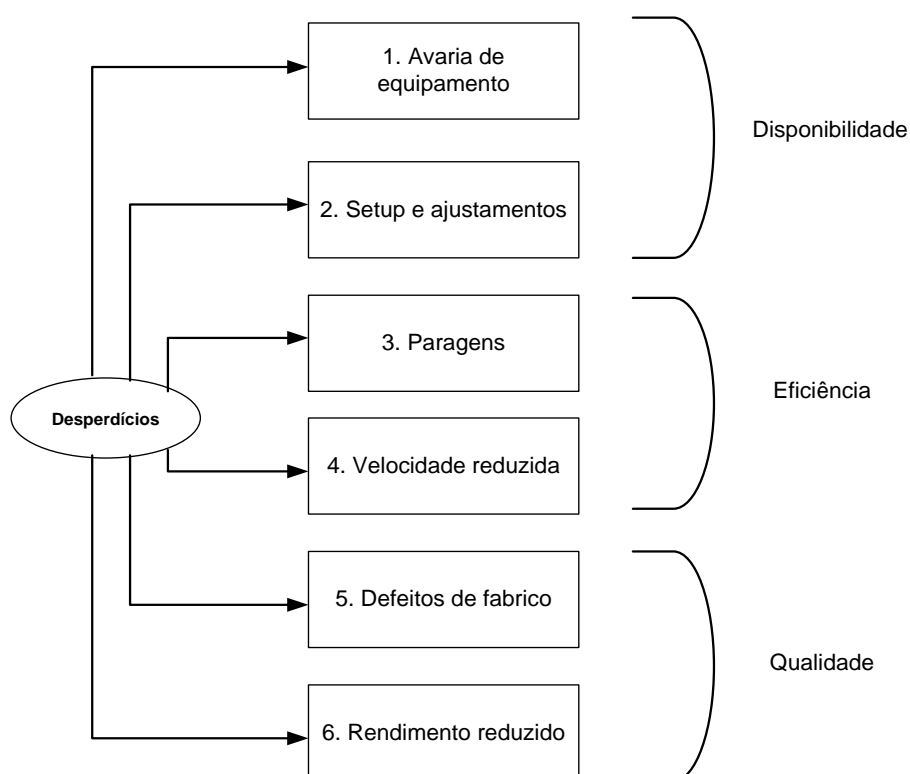 1. Avaria de
equipamento
Disponibilidade
2. Setup e ajustamentos
3. Paragens
Eficiência
Desperdícios
4. Velocidade reduzida
5. Defeitos de fabrico
Qualidade
6. Rendimento reduzido